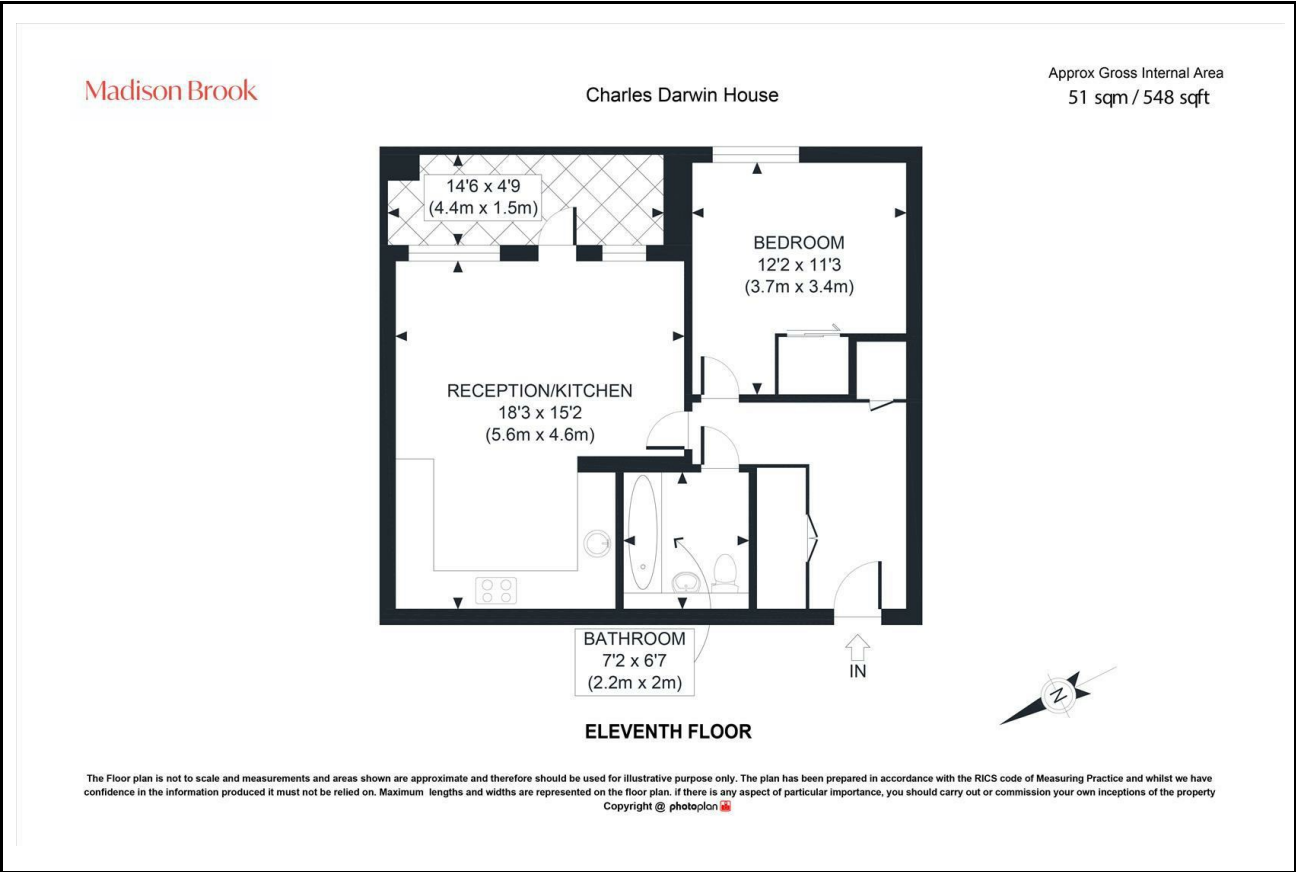 Madison Brook
Charles Darwin House
Approx Gross Internal Area
51 sqm / 548 sqft
14'6 x 4'9
(4.4m x 1.5m)
BEDROOM
12'2 x 11'3
(3.7m x 3.4m)
RECEPTION/KITCHEN
18'3 x 15'2
(5.6m x 4.6m)
BATHROOM
7'2 x 6'7
(2.2m x 2m)
IN
N
ELEVENTH FLOOR
The Floor plan is not to scale and measurements and areas shown are approximate and therefore should be used for illustrative purpose only. The plan has been prepared in accordance with the RICS code of Measuring Practice and whilst we have
confidence in the information produced it must not be relied on. Maximum lengths and widths are represented on the floor plan. if there is any aspect of particular importance, you should carry out or commission your own inceptions of the property
Copyright @ photoplan